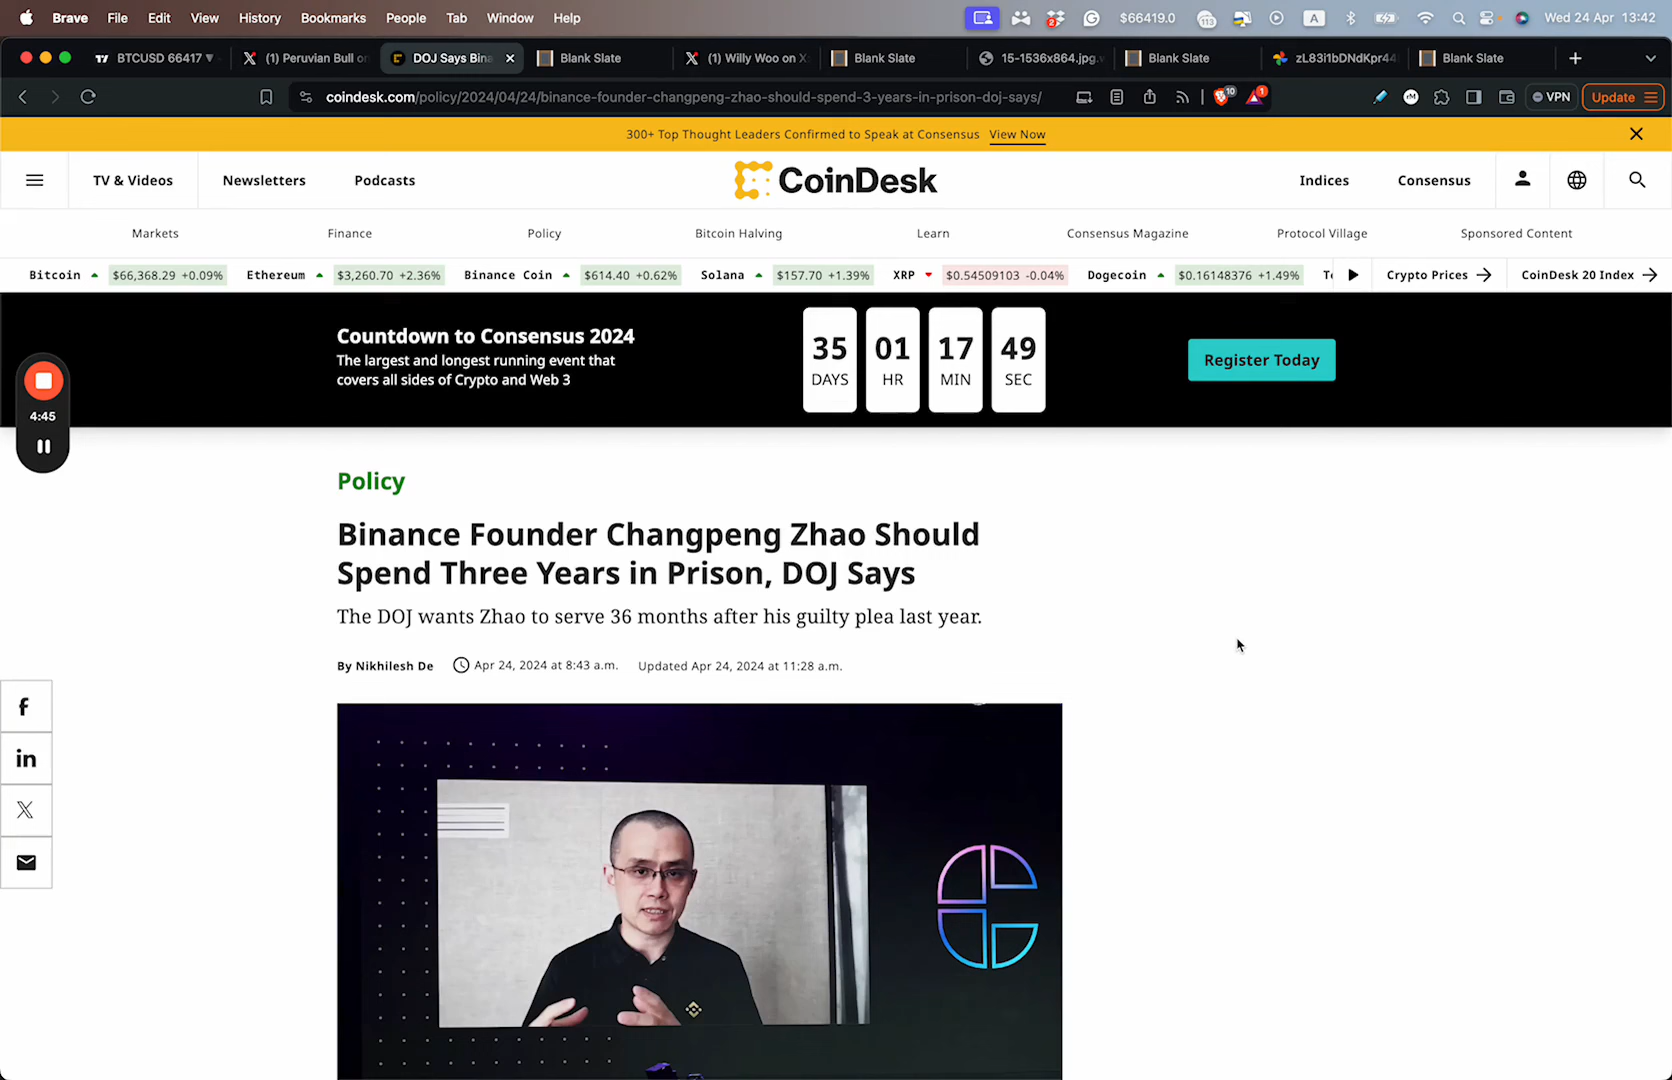 Brave File Edit View History Bookmarks People Tab Window Help 2 $66419.0 113 A Wed 24 Apr 13:42
BTCUSD 66417 (1) Peruvian Bull on DOJ Says Bina Blank Slate (1) Willy Woo on X Blank Slate 15-1536x864.jpg.w Blank Slate zL83i1bDNdKpr44 Blank Slate
coindesk.com/policy/2024/04/24/binance-founder-changpeng-zhao-should-spend-3-years-in-prison-doj-says/ 10 1 VPN Update
300+ Top Thought Leaders Confirmed to Speak at Consensus View Now
TV & Videos Newsletters Podcasts CoinDesk Indices Consensus
Markets Finance Policy Bitcoin Halving Learn Consensus Magazine Protocol Village Sponsored Content
Bitcoin $66,368.29 +0.09% Ethereum $3,260.70 +2.36% Binance Coin $614.40 +0.62% Solana $157.70 +1.39% XRP $0.54509103 -0.04% Dogecoin $0.16148376 +1.49% Crypto Prices CoinDesk 20 Index
Countdown to Consensus 2024
The largest and longest running event that
covers all sides of Crypto and Web 3
35 01 17 49
DAYS HR MIN SEC
Register Today
4:45
Policy
Binance Founder Changpeng Zhao Should
Spend Three Years in Prison, DOJ Says
The DOJ wants Zhao to serve 36 months after his guilty plea last year.
By Nikhilesh De Apr 24, 2024 at 8:43 a.m. Updated Apr 24, 2024 at 11:28 a.m.